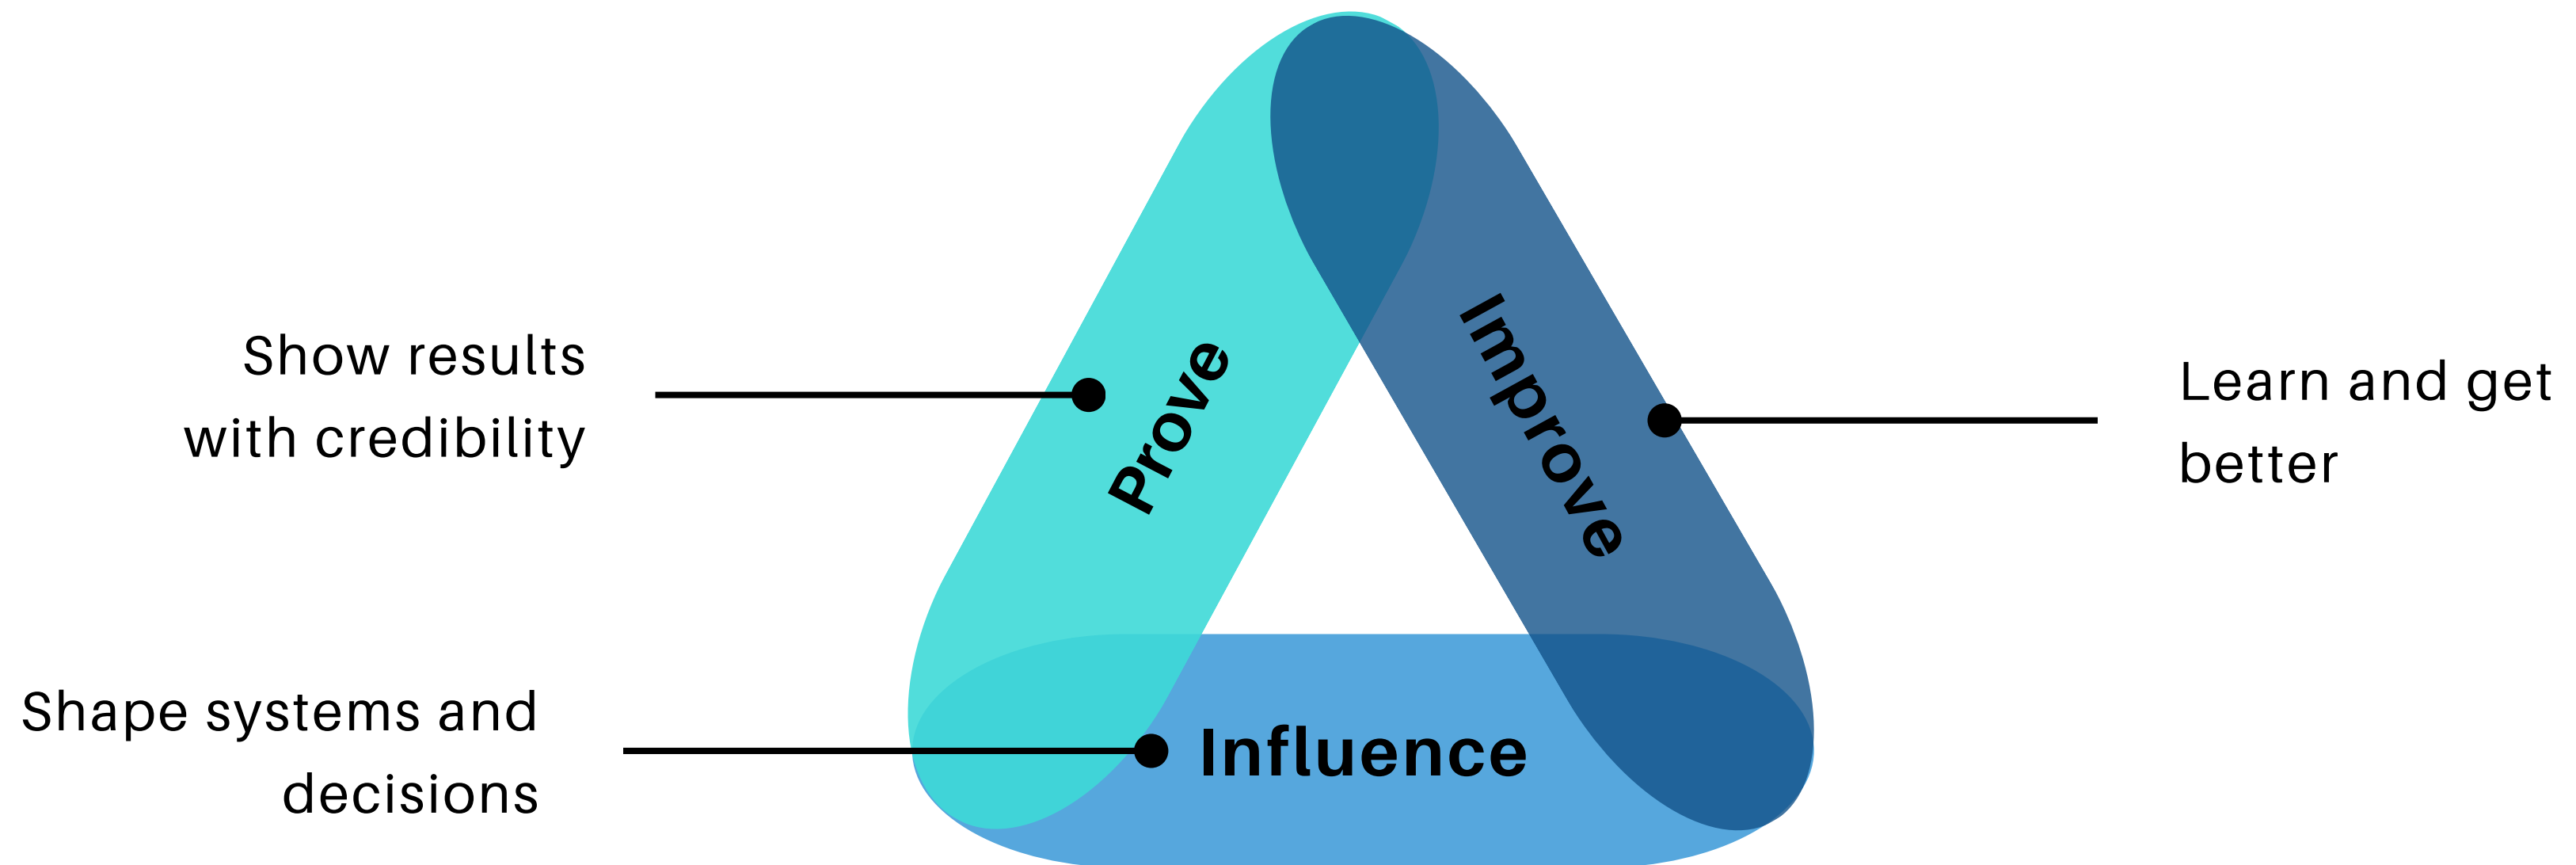 Show results
with credibility
Prove
Improve
Learn and get
better
Shape systems and
decisions
Influence